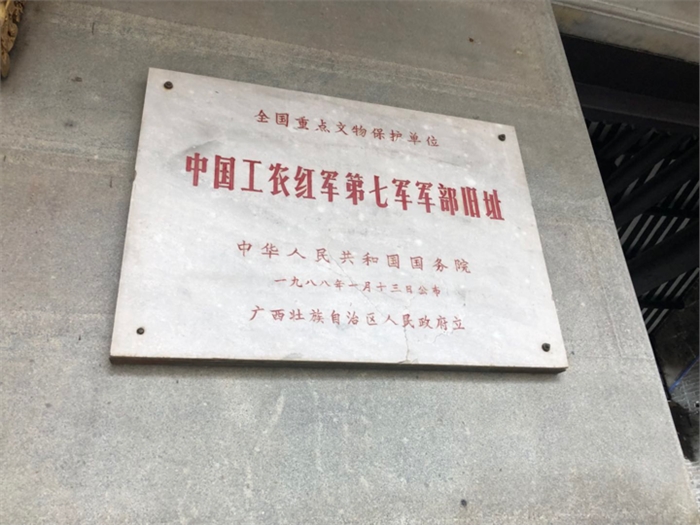 全国重点文物保护单位
中国工农红军第七军军部旧址
中华人民共和国国务院
一九八八年一月十三日公布
广西壮族自治区人民政府立